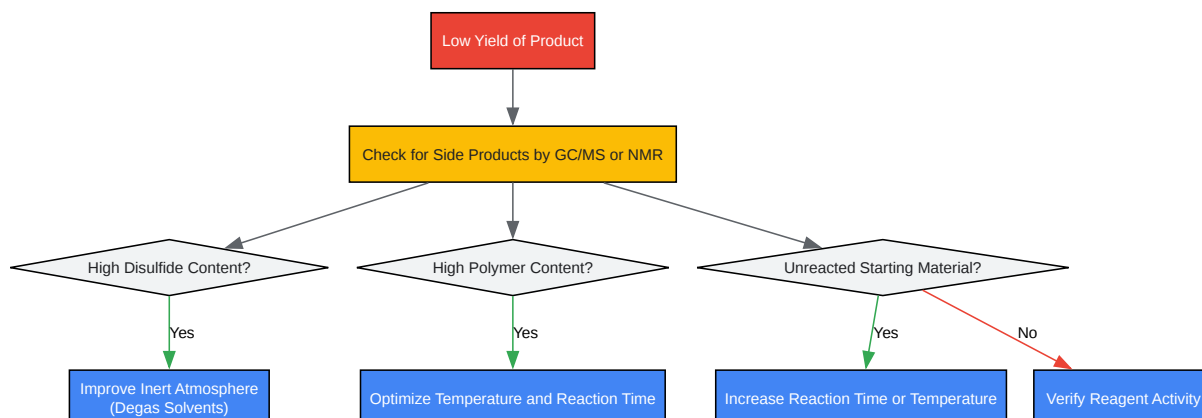 Low Yield of Product
Check for Side Products by GC/MS or NMR
High Disulfide Content?
High Polymer Content?
Unreacted Starting Material?
Yes
Yes
Yes
No
Improve Inert Atmosphere
(Degas Solvents)
Optimize Temperature and Reaction Time
Increase Reaction Time or Temperature
Verify Reagent Activity